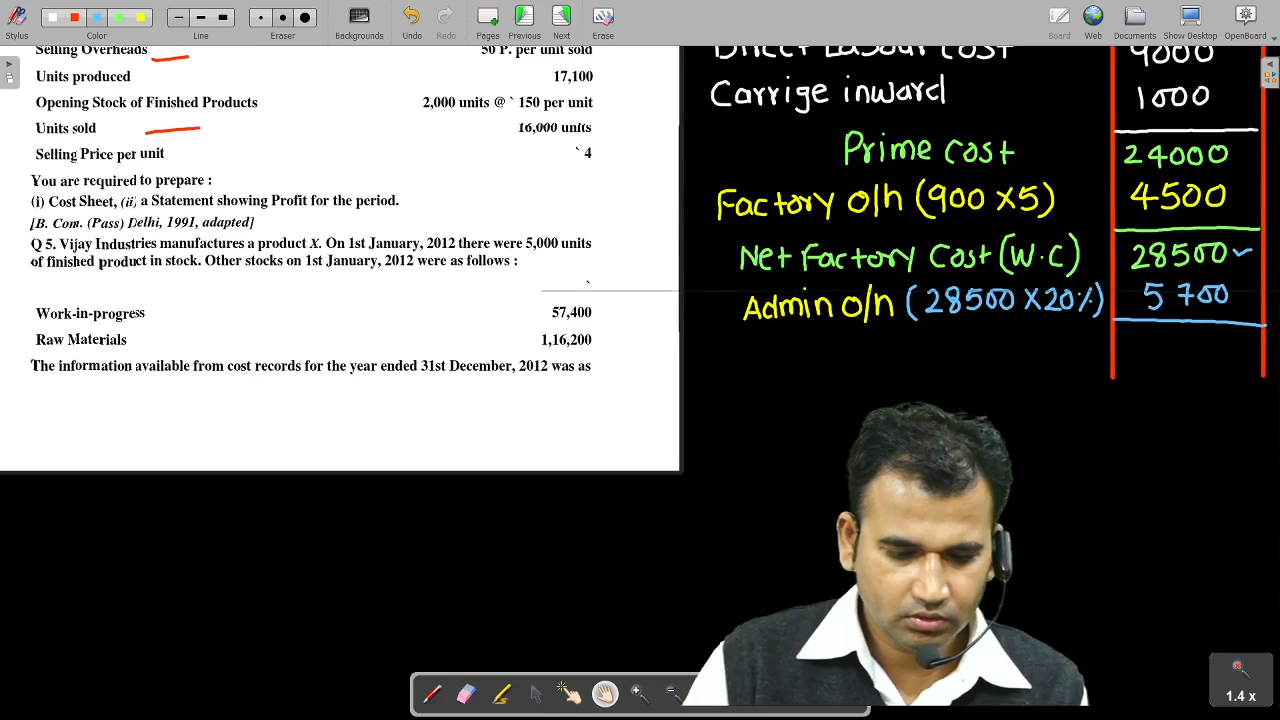 Stylus
Color
Line
Eraser
Backgrounds
Undo
Redo
Pages
Previous
Next
Erase
Board
Web
Documents
Show Desktop
OpenBoard
Selling Overheads 50 P. per unit sold
Units produced 17,100
Opening Stock of Finished Products 2,000 units @ ` 150 per unit
Units sold 16,000 units
Selling Price per unit ` 4
You are required to prepare :
(i) Cost Sheet, (ii) a Statement showing Profit for the period.
[B. Com. (Pass) Delhi, 1991, adapted]
Q 5. Vijay Industries manufactures a product X. On 1st January, 2012 there were 5,000 units
of finished product in stock. Other stocks on 1st January, 2012 were as follows :
`
Work-in-progress 57,400
Raw Materials 1,16,200
The information available from cost records for the year ended 31st December, 2012 was as
Direct Labour Cost 9000
Carrige inward 1000
Prime cost 24000
Factory o/h (900 X 5) 4500
Net Factory Cost (W.C) 28500
Admin o/h (28500 X 20%) 5700
1.4 x